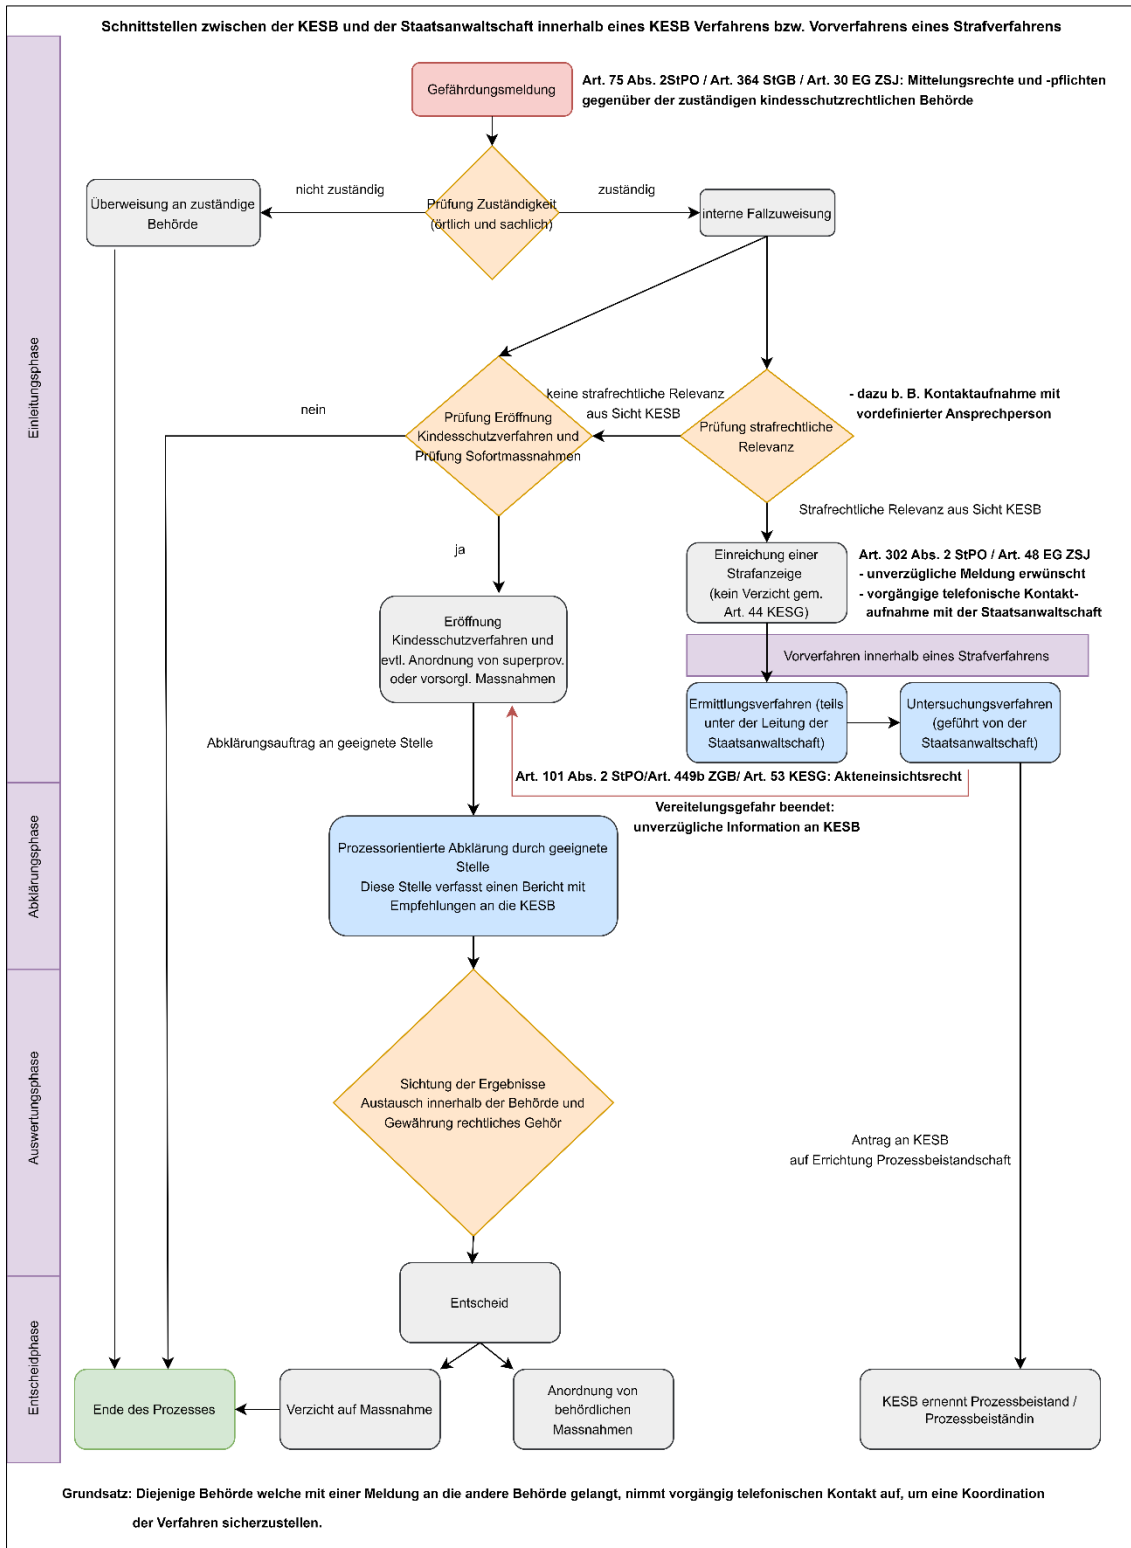 Schnittstellen zwischen der KESB und der Staatsanwaltschaft innerhalb eines KESB Verfahrens bzw. Vorverfahrens eines Strafverfahrens
Einleitungsphase
Gefährdungsmeldung
Art. 75 Abs. 2StPO / Art. 364 StGB / Art. 30 EG ZSJ: Mittelungsrechte und -pflichten
gegenüber der zuständigen kindesschutzrechtlichen Behörde
nicht zuständig
zuständig
Überweisung an zuständige
Behörde
Prüfung Zuständigkeit
(örtlich und sachlich)
interne Fallzuweisung
nein
keine strafrechtliche Relevanz
aus Sicht KESB
- dazu b. B. Kontaktaufnahme mit
vordefinierter Ansprechperson
Prüfung Eröffnung
Kindesschutzverfahren und
Prüfung Sofortmassnahmen
Prüfung strafrechtliche
Relevanz
Strafrechtliche Relevanz aus Sicht KESB
ja
Einreichung einer
Strafanzeige
(kein Verzicht gem.
Art. 44 KESG)
Art. 302 Abs. 2 StPO / Art. 48 EG ZSJ
- unverzügliche Meldung erwünscht
- vorgängige telefonische Kontakt-
aufnahme mit der Staatsanwaltschaft
Eröffnung
Kindesschutzverfahren und
evtl. Anordnung von superprov.
oder vorsorgl. Massnahmen
Vorverfahren innerhalb eines Strafverfahrens
Ermittlungsverfahren (teils
unter der Leitung der
Staatsanwaltschaft)
Untersuchungsverfahren
(geführt von der
Staatsanwaltschaft)
Abklärungsauftrag an geeignete Stelle
Art. 101 Abs. 2 StPO/Art. 449b ZGB/ Art. 53 KESG: Akteneinsichtsrecht
Vereitelungsgefahr beendet:
unverzügliche Information an KESB
Abklärungsphase
Prozessorientierte Abklärung durch geeignete
Stelle
Diese Stelle verfasst einen Bericht mit
Empfehlungen an die KESB
Auswertungsphase
Sichtung der Ergebnisse
Austausch innerhalb der Behörde und
Gewährung rechtliches Gehör
Antrag an KESB
auf Errichtung Prozessbeistandschaft
Entscheidphase
Entscheid
Ende des Prozesses
Verzicht auf Massnahme
Anordnung von
behördlichen
Massnahmen
KESB ernennt Prozessbeistand /
Prozessbeiständin
Grundsatz: Diejenige Behörde welche mit einer Meldung an die andere Behörde gelangt, nimmt vorgängig telefonischen Kontakt auf, um eine Koordination
der Verfahren sicherzustellen.